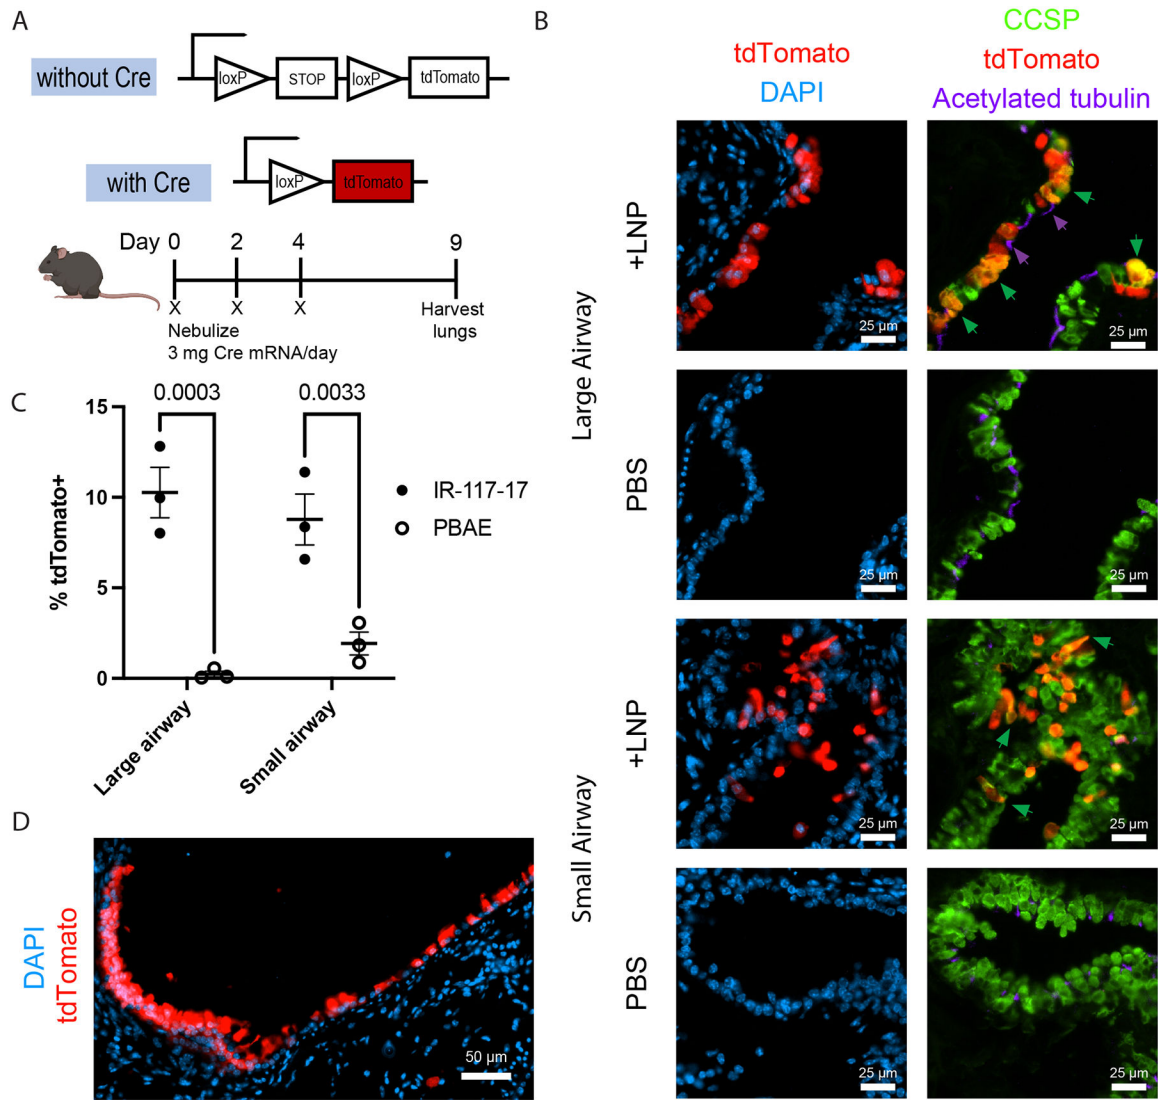 A
without Cre
loxP
STOP
loxP
tdTomato
with Cre
loxP
tdTomato
Day 0 2 4 9
X X X
Nebulize
3 mg Cre mRNA/day
Harvest
lungs
B
tdTomato
DAPI
CCSP
tdTomato
Acetylated tubulin
Large Airway
+LNP
25 µm
25 µm
PBS
25 µm
25 µm
Small Airway
+LNP
25 µm
25 µm
PBS
25 µm
25 µm
C
0.0003
0.0033
% tdTomato+
15
10
5
0
Large airway
Small airway
IR-117-17
PBAE
D
DAPI
tdTomato
50 µm